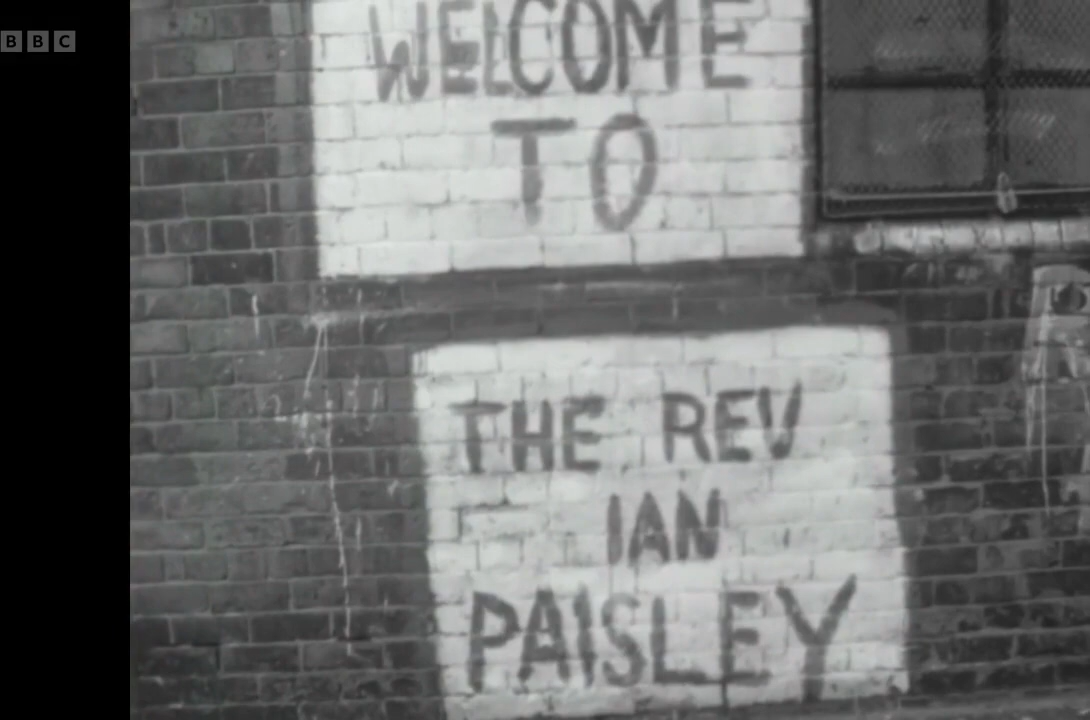 BBC
WELCOME
TO
THE REV
IAN
PAISLEY